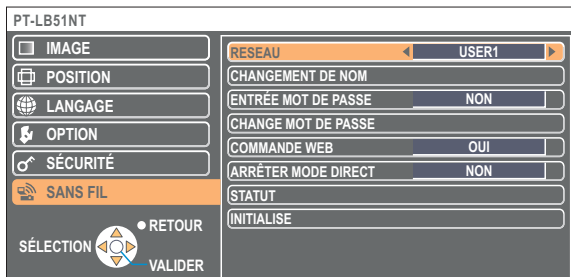 PT-LB51NT
IMAGE
POSITION
LANGAGE
OPTION
SÉCURITÉ
SANS FIL
RETOUR
SÉLECTION
VALIDER
RESEAU USER1
CHANGEMENT DE NOM
ENTRÉE MOT DE PASSE NON
CHANGE MOT DE PASSE
COMMANDE WEB OUI
ARRÊTER MODE DIRECT NON
STATUT
INITIALISE